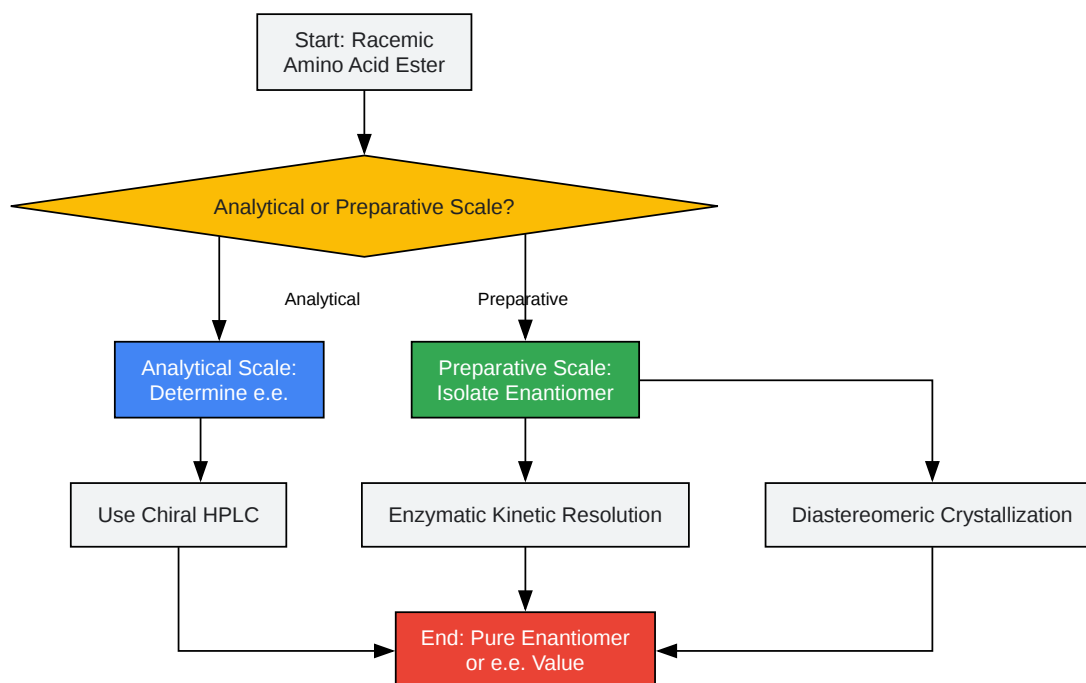 Start: Racemic
Amino Acid Ester
Analytical or Preparative Scale?
Analytical
Preparative
Analytical Scale:
Determine e.e.
Preparative Scale:
Isolate Enantiomer
Use Chiral HPLC
Enzymatic Kinetic Resolution
Diastereomeric Crystallization
End: Pure Enantiomer
or e.e. Value